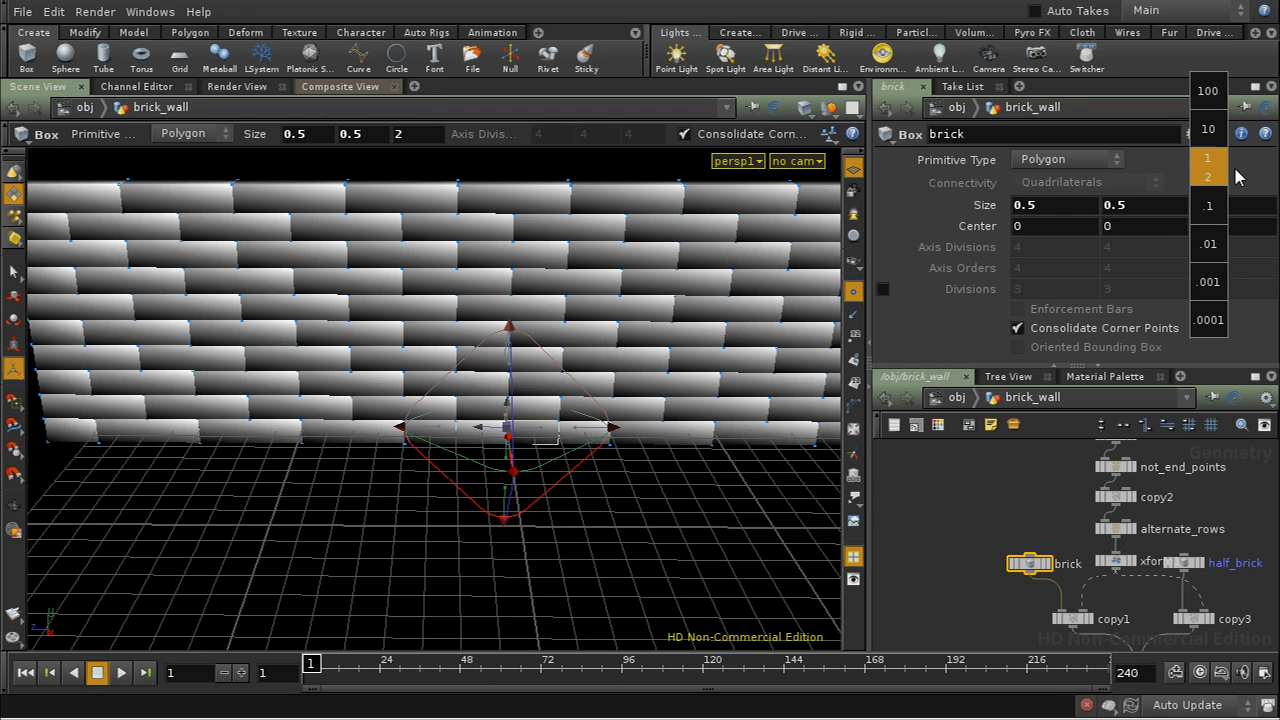 File Edit Render Windows Help Auto Takes Main
Create Modify Model Polygon Deform Texture Character Auto Rigs Animation Lights ... Create... Drive ... Rigid ... Particl... Volum... Pyro FX Cloth Wires Fur Drive ...
Box Sphere Tube Torus Grid Metaball LSystem Platonic S... Curve Circle Font File Null Rivet Sticky Point Light Spot Light Area Light Distant Li... Environm... Ambient L... Camera Stereo Ca... Switcher
Scene View Channel Editor Render View Composite View
brick Take List
obj brick_wall
obj brick_wall
Box Primitive ... Polygon Size 0.5 0.5 2 Axis Divis... 4 4 4 Consolidate Corn...
Box brick
persp1 no cam
Primitive Type Polygon
Connectivity Quadrilaterals
Size 0.5 0.5
Center 0 0
Axis Divisions 4 4
Axis Orders 4 4
Divisions 3 3
Enforcement Bars
Consolidate Corner Points
Oriented Bounding Box
100
10
1
2
.1
.01
.001
.0001
/obj/brick_wall Tree View Material Palette
obj brick_wall
Geometry
not_end_points
copy2
alternate_rows
brick
xfor
half_brick
copy1
copy3
HD Non-Commercial Edition
HD Non-Commercial Edition
y
z
1 1 1 24 48 72 96 120 144 168 192 216 240
Auto Update